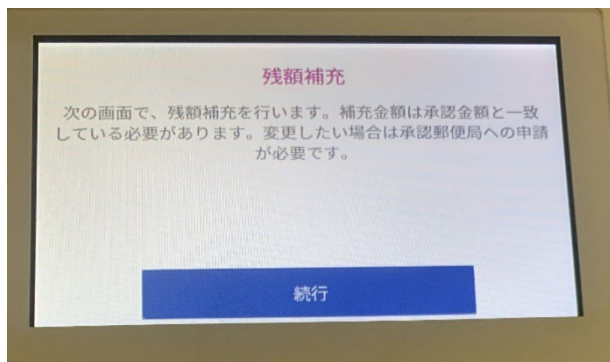 残額補充
次の画面で、残額補充を行います。補充金額は承認金額と一致
している必要があります。変更したい場合は承認郵便局への申請
が必要です。
続行